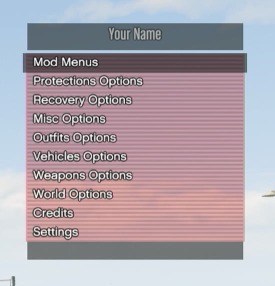 Your Name
Mod Menus
Protections Options
Recovery Options
Misc Options
Outfits Options
Vehicles Options
Weapons Options
World Options
Credits
Settings